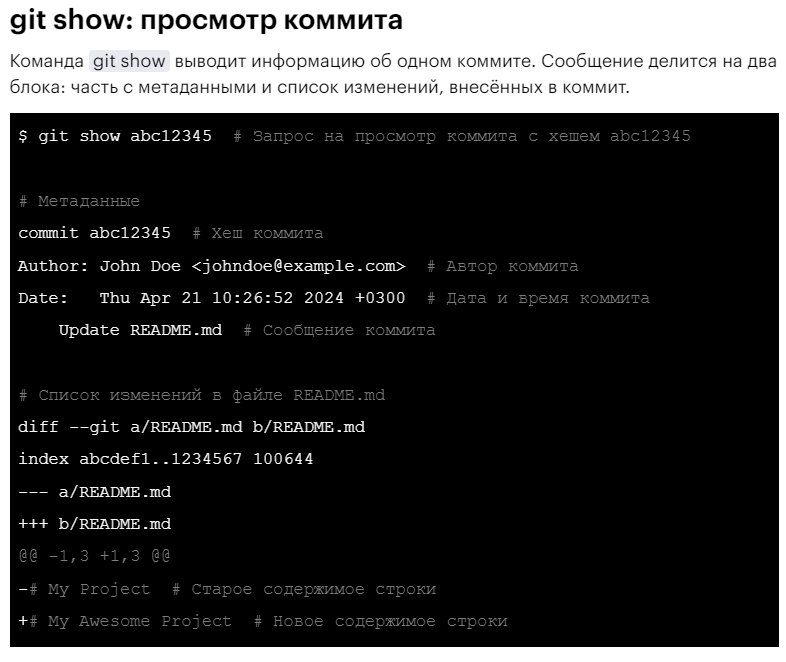 git show: просмотр коммита
Команда git show выводит информацию об одном коммите. Сообщение делится на два
блока: часть с метаданными и список изменений, внесённых в коммит.
$ git show abc12345  # Запрос на просмотр коммита с хешем abc12345
# Метаданные
commit abc12345  # Хеш коммита
Author: John Doe <johndoe@example.com>  # Автор коммита
Date:   Thu Apr 21 10:26:52 2024 +0300  # Дата и время коммита
    Update README.md  # Сообщение коммита
# Список изменений в файле README.md
diff --git a/README.md b/README.md
index abcdef1..1234567 100644
--- a/README.md
+++ b/README.md
@@ -1,3 +1,3 @@
-# My Project  # Старое содержимое строки
+# My Awesome Project  # Новое содержимое строки